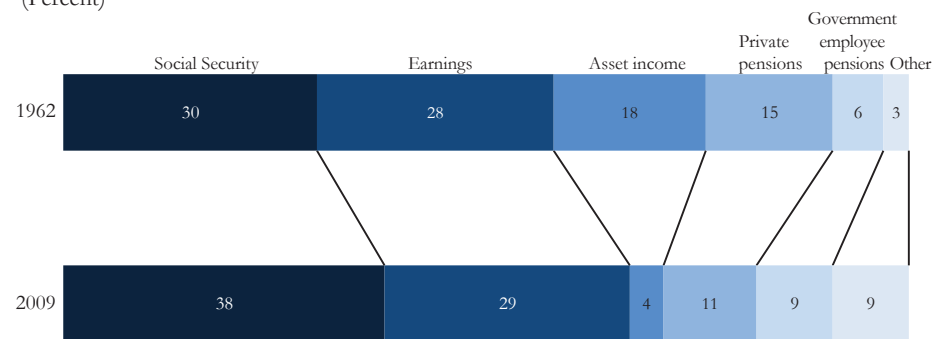 (Percent)
Government
Private employee
Social Security Earnings Asset income pensions pensions Other
1962 30 28 18 15 6 3
2009 38 29 4 11 9 9